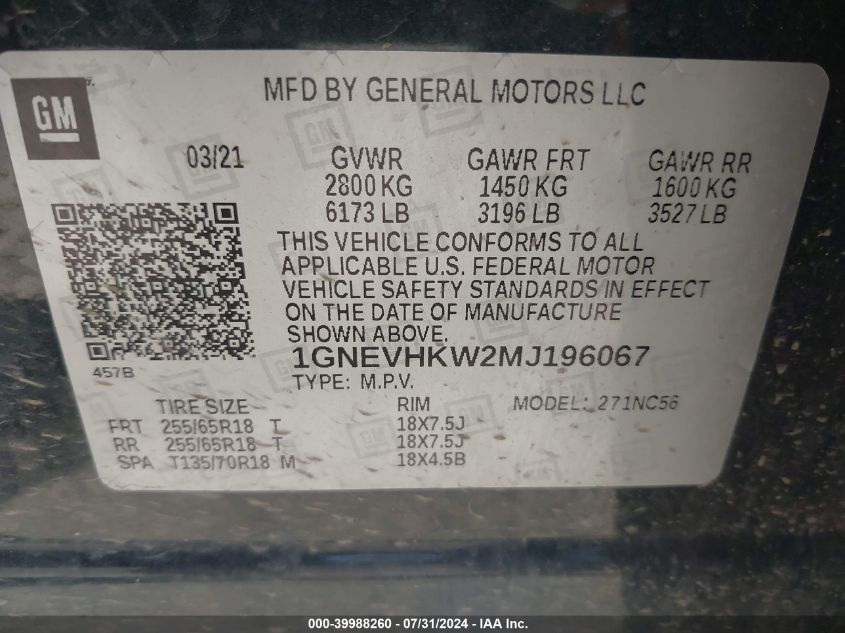 GM
MFD BY GENERAL MOTORS LLC
03/21 GVWR GAWR FRT GAWR RR
2800 KG 1450 KG 1600 KG
6173 LB 3196 LB 3527 LB
THIS VEHICLE CONFORMS TO ALL
APPLICABLE U.S. FEDERAL MOTOR
VEHICLE SAFETY STANDARDS IN EFFECT
ON THE DATE OF MANUFACTURE
SHOWN ABOVE.
1GNEVHKW2MJ196067
457B
TYPE: M.P.V.
TIRE SIZE RIM MODEL: 271NC56
FRT 255/65R18 T 18X7.5J
RR 255/65R18 T 18X7.5J
SPA T135/70R18 M 18X4.5B
000-39988260 - 07/31/2024 - IAA Inc.